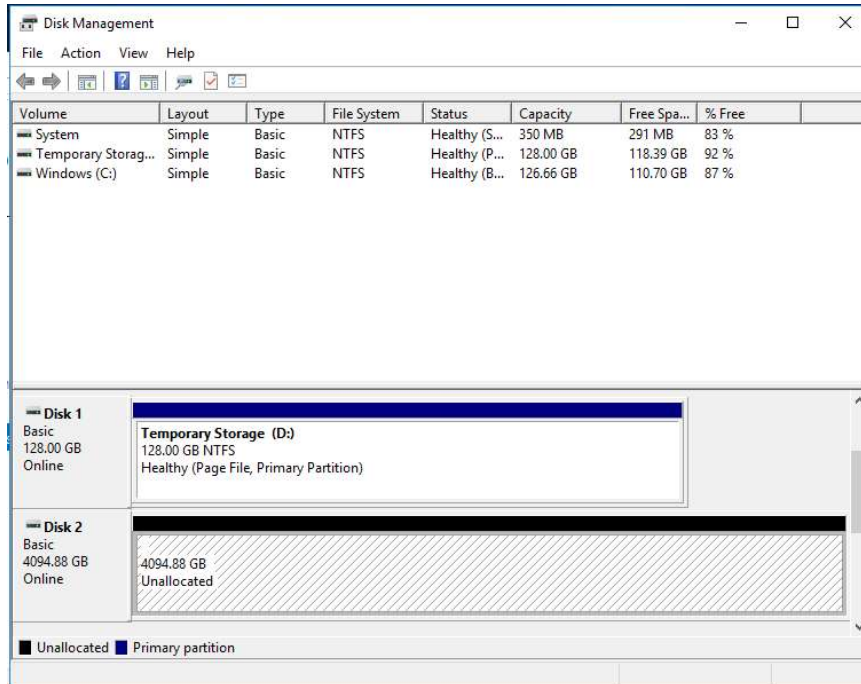 Disk Management
File Action View Help
Volume Layout Type File System Status Capacity Free Spa... % Free
System Simple Basic NTFS Healthy (S... 350 MB 291 MB 83 %
Temporary Storag... Simple Basic NTFS Healthy (P... 128.00 GB 118.39 GB 92 %
Windows (C:) Simple Basic NTFS Healthy (B... 126.66 GB 110.70 GB 87 %
Disk 1
Basic
128.00 GB
Online
Temporary Storage (D:)
128.00 GB NTFS
Healthy (Page File, Primary Partition)
Disk 2
Basic
4094.88 GB
Online
4094.88 GB
Unallocated
Unallocated Primary partition